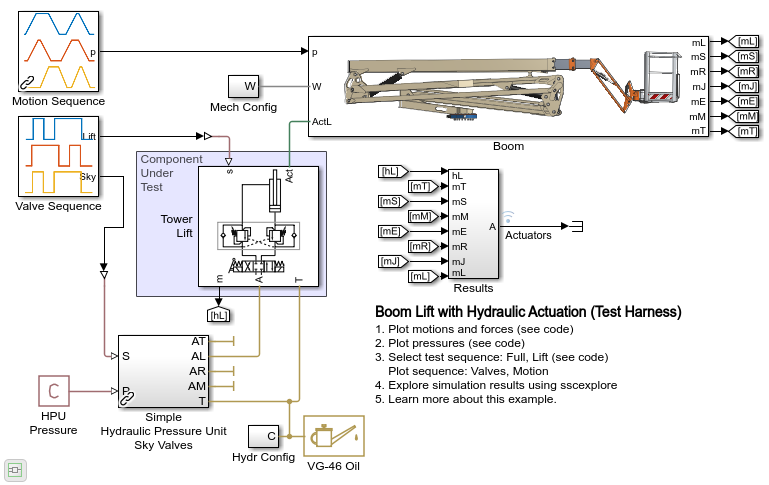 Motion Sequence
p
p
W
Mech Config
W
ActL
Boom
mL
mS
mR
mJ
mE
mM
mT
[mL]
[mS]
[mR]
[mJ]
[mE]
[mM]
[mT]
Lift
Sky
Valve Sequence
Component
Under
Test
s
Act
Tower
Lift
m
A
T
[hL]
[hL]
[mT]
[mS]
[mM]
[mE]
[mR]
[mJ]
[mL]
hL
mT
mS
mM
mE
mR
mJ
mL
A
Results
Actuators
Boom Lift with Hydraulic Actuation (Test Harness)
1. Plot motions and forces (see code)
2. Plot pressures (see code)
3. Select test sequence: Full, Lift (see code)
Plot sequence: Valves, Motion
4. Explore simulation results using sscexplore
5. Learn more about this example.
S
P
AT
AL
AR
AM
T
C
HPU
Pressure
Simple
Hydraulic Pressure Unit
Sky Valves
C
Hydr Config
VG-46 Oil